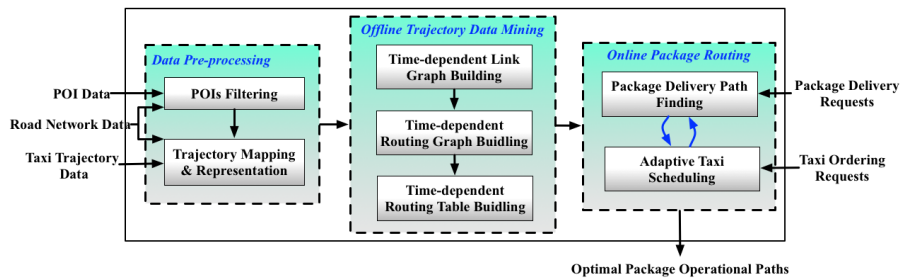 Data Pre-processing
POI Data
Road Network Data
Taxi Trajectory
Data
POIs Filtering
Trajectory Mapping
& Representation
Offline Trajectory Data Mining
Time-dependent Link
Graph Building
Time-dependent
Routing Graph Buidling
Time-dependent
Routing Table Buidling
Online Package Routing
Package Delivery Path
Finding
Adaptive Taxi
Scheduling
Package Delivery
Requests
Taxi Ordering
Requests
Optimal Package Operational Paths